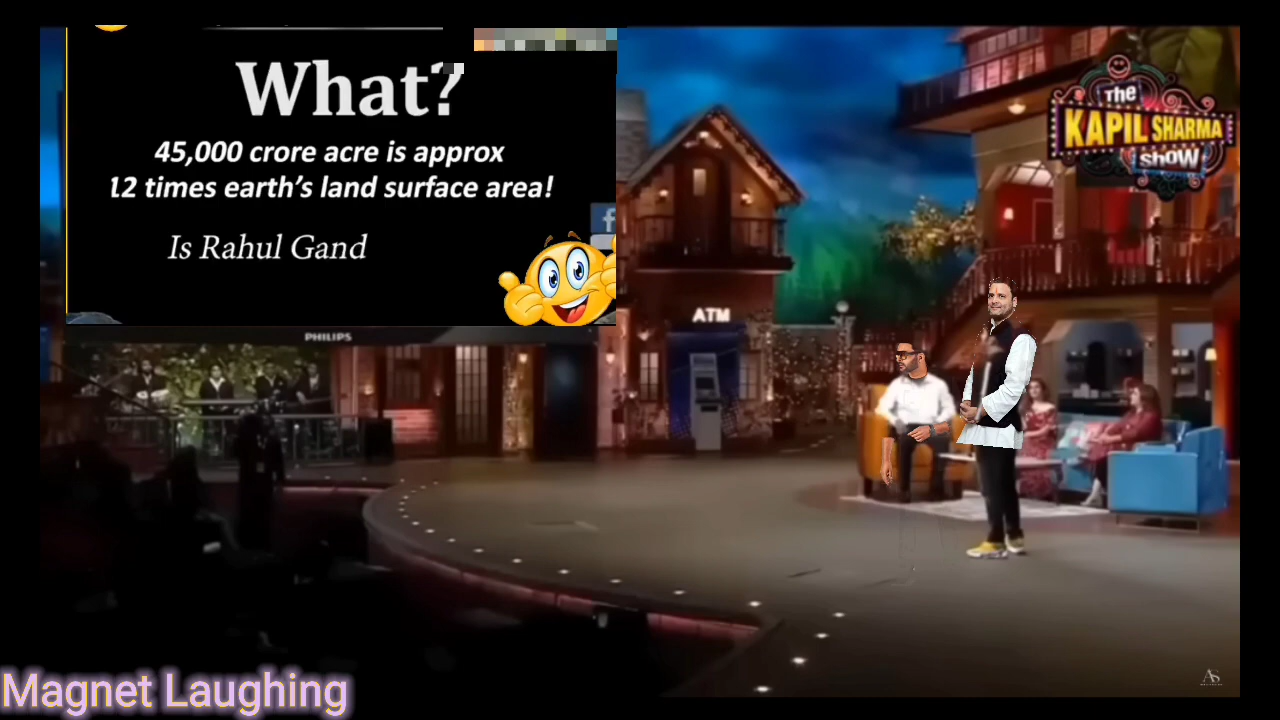 What?
45,000 crore acre is approx
12 times earth's land surface area!
Is Rahul Gand
The
KAPIL SHARMA
SHOW
ATM
PHILIPS
Magnet Laughing
AS